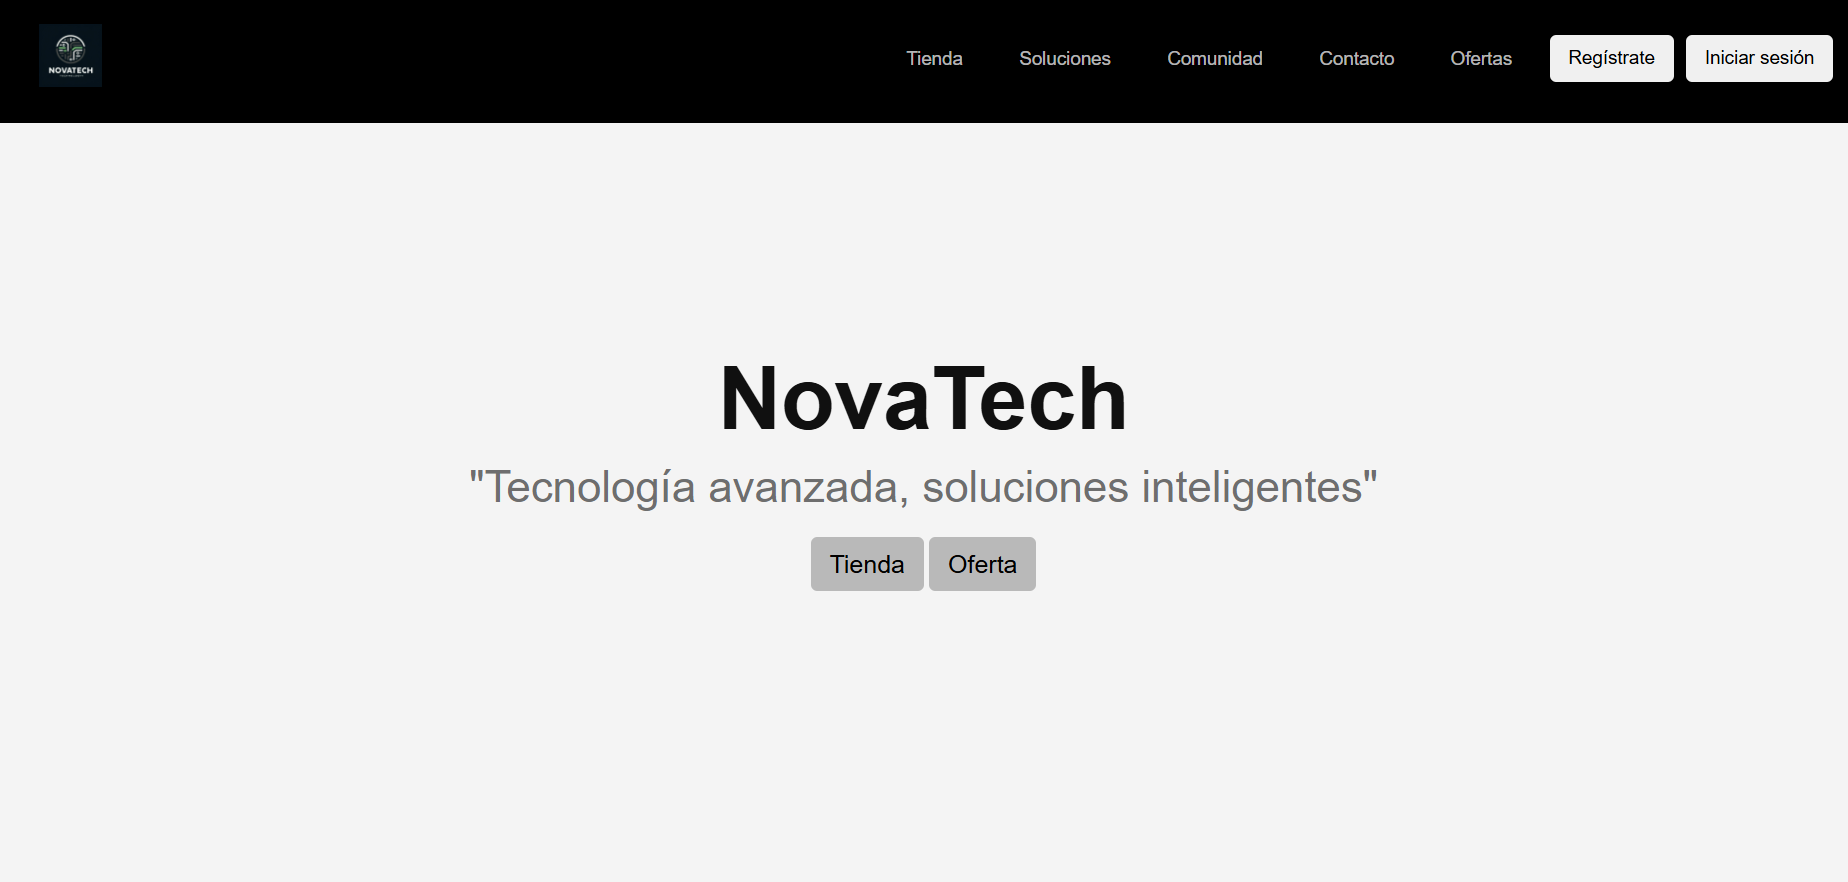 NOVATECH
Tienda Soluciones Comunidad Contacto Ofertas Regístrate Iniciar sesión
NovaTech
"Tecnología avanzada, soluciones inteligentes"
Tienda Oferta